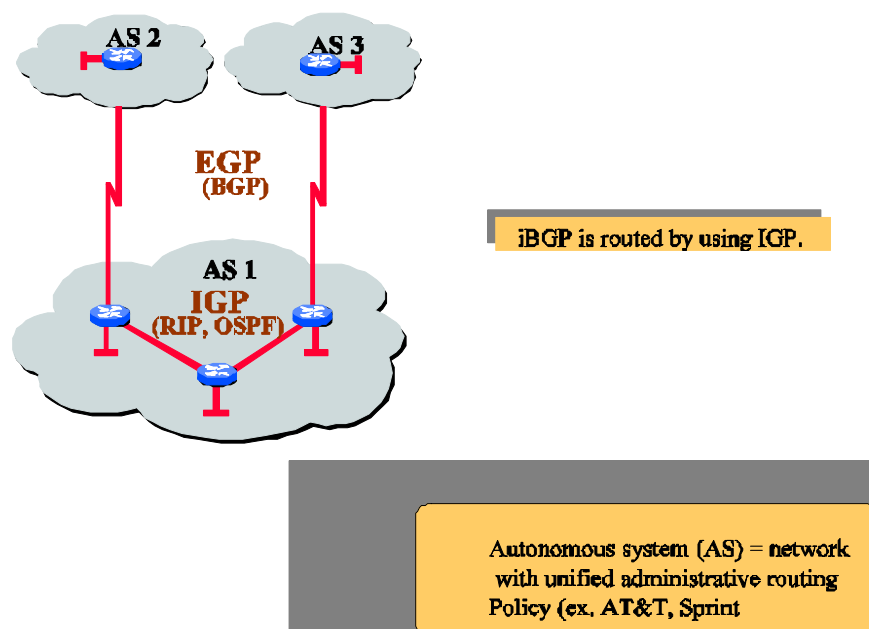 AS 2
AS 3
EGP
(BGP)
iBGP is routed by using IGP.
AS 1
IGP
(RIP, OSPF)
Autonomous system (AS) = network
with unified administrative routing
Policy (ex. AT&T, Sprint